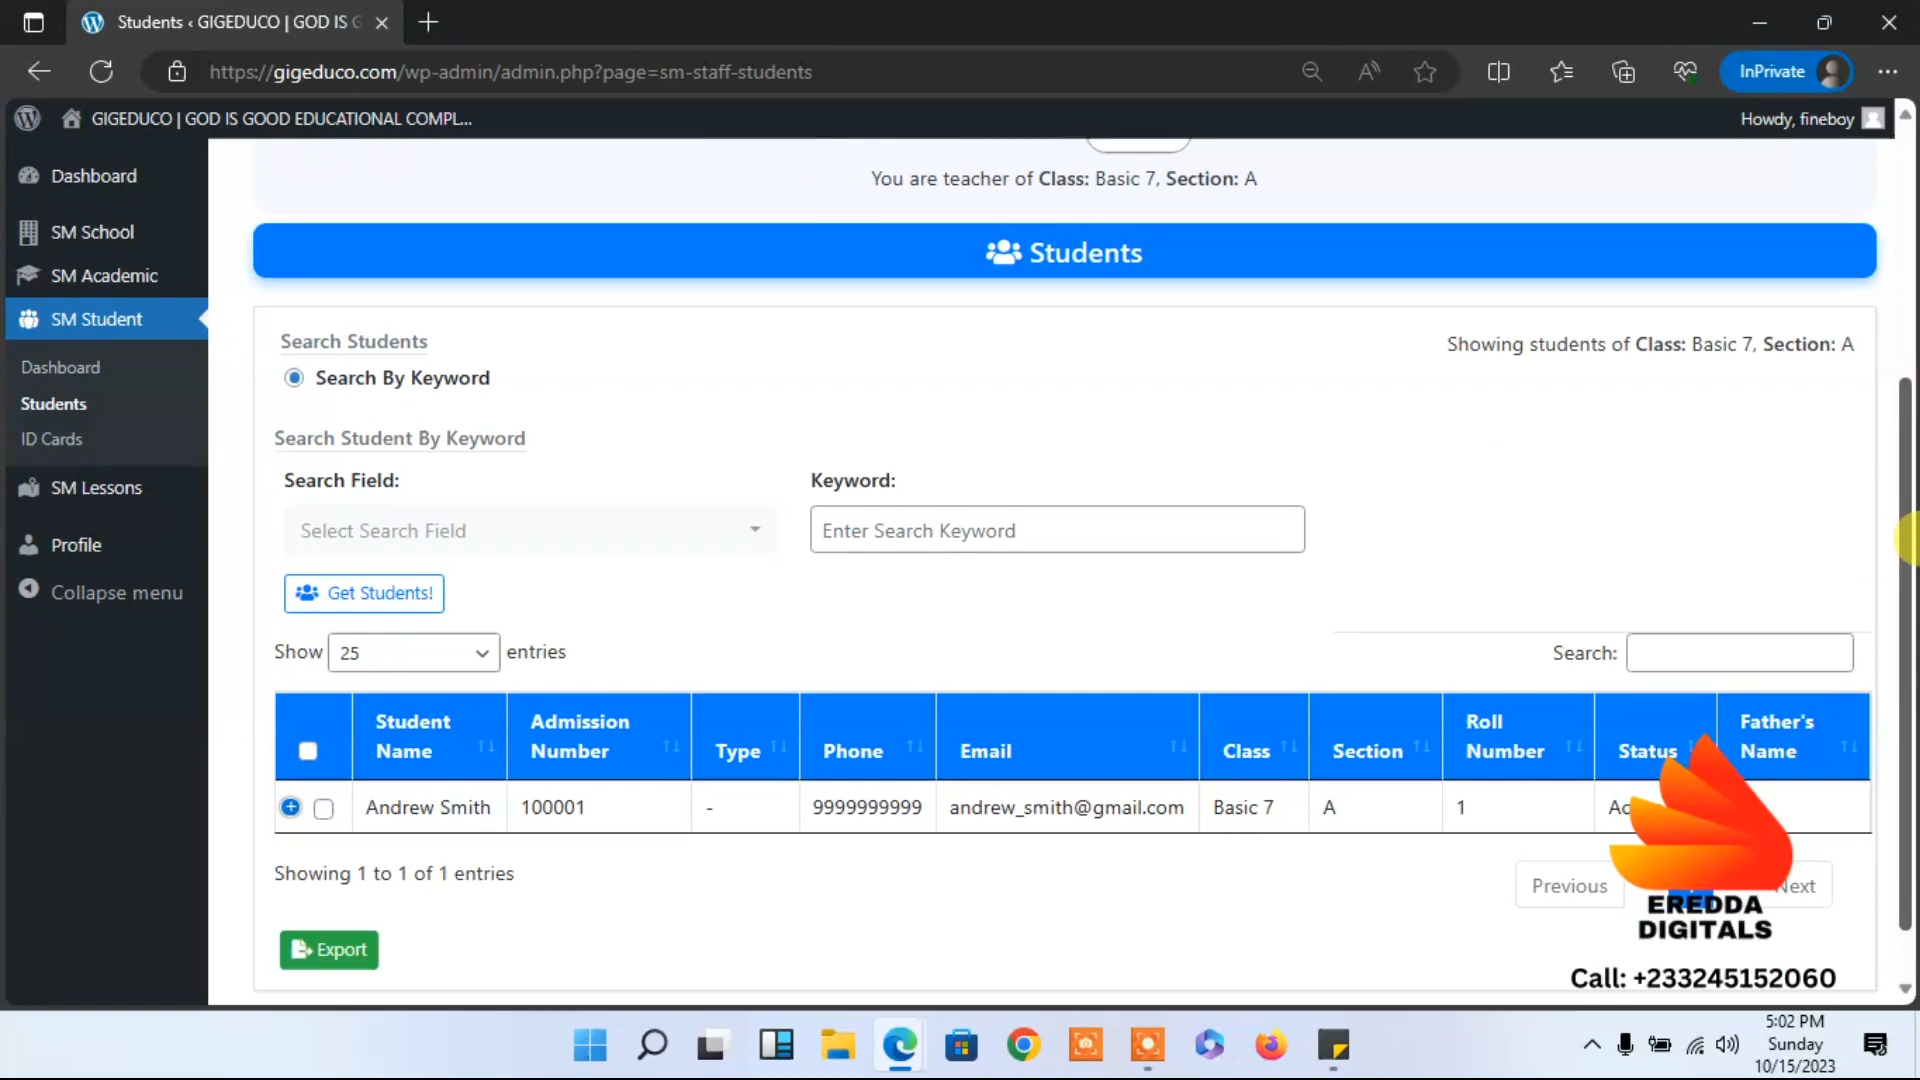 Students ‹ GIGEDUCO | GOD IS G
https://gigeduco.com/wp-admin/admin.php?page=sm-staff-students
InPrivate
GIGEDUCO | GOD IS GOOD EDUCATIONAL COMPL...
Howdy, fineboy
Dashboard
SM School
SM Academic
SM Student
Dashboard
Students
ID Cards
SM Lessons
Profile
Collapse menu
You are teacher of Class: Basic 7, Section: A
Students
Search Students
Showing students of Class: Basic 7, Section: A
Search By Keyword
Search Student By Keyword
Search Field:
Keyword:
Select Search Field
Enter Search Keyword
Get Students!
Show 25 entries
Search:
Student Name Admission Number Type Phone Email Class Section Roll Number Status Father's Name
Andrew Smith 100001 - 9999999999 andrew_smith@gmail.com Basic 7 A 1
Showing 1 to 1 of 1 entries
Previous
Next
Export
EREDDA
DIGITALS
Call: +233245152060
5:02 PM
Sunday
10/15/2023